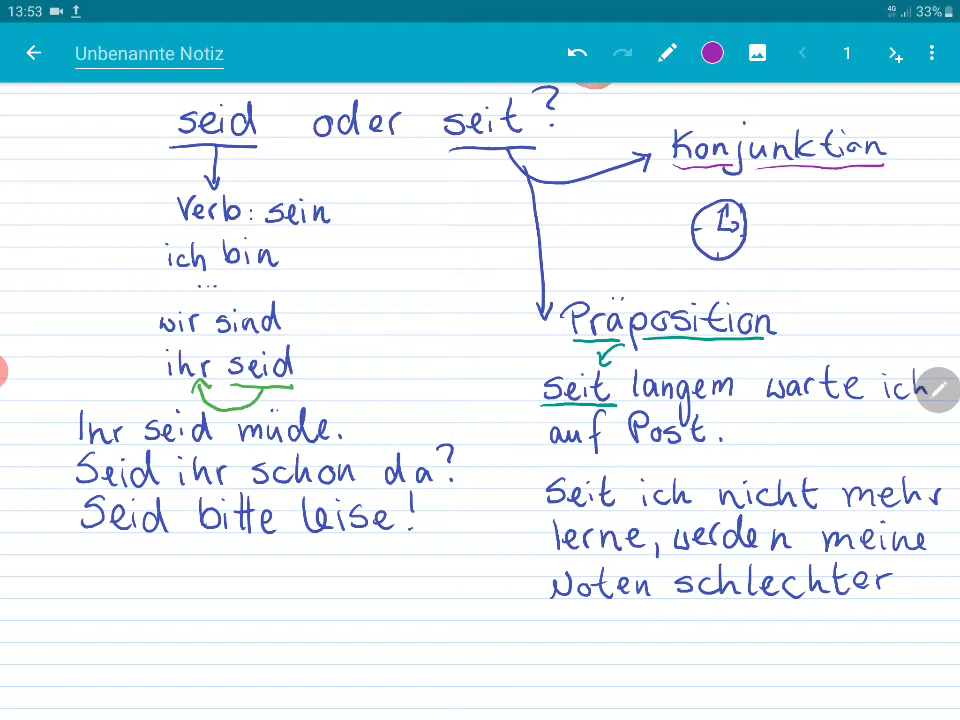 13:53
4G 33%
Unbenannte Notiz
1
seid oder seit?
Konjunktion
Verb: sein
ich bin
...
wir sind
ihr seid
Ihr seid müde.
Seid ihr schon da?
Seid bitte leise!
Präposition
Seit langem warte ich
auf Post.
Seit ich nicht mehr
lerne, werden meine
Noten schlechter